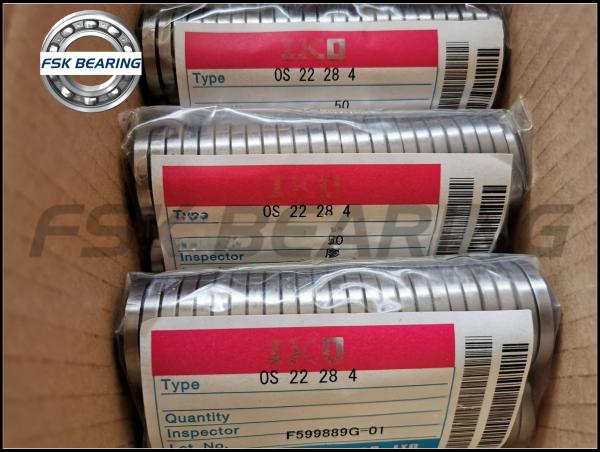 FSK BEARING
IKO
Type OS 22 28 4
50
IKO
Type OS 22 28 4
50
Inspector
FSK BEARING
IKO
Type OS 22 28 4
Quantity
Inspector F599889G-01
Lot No.